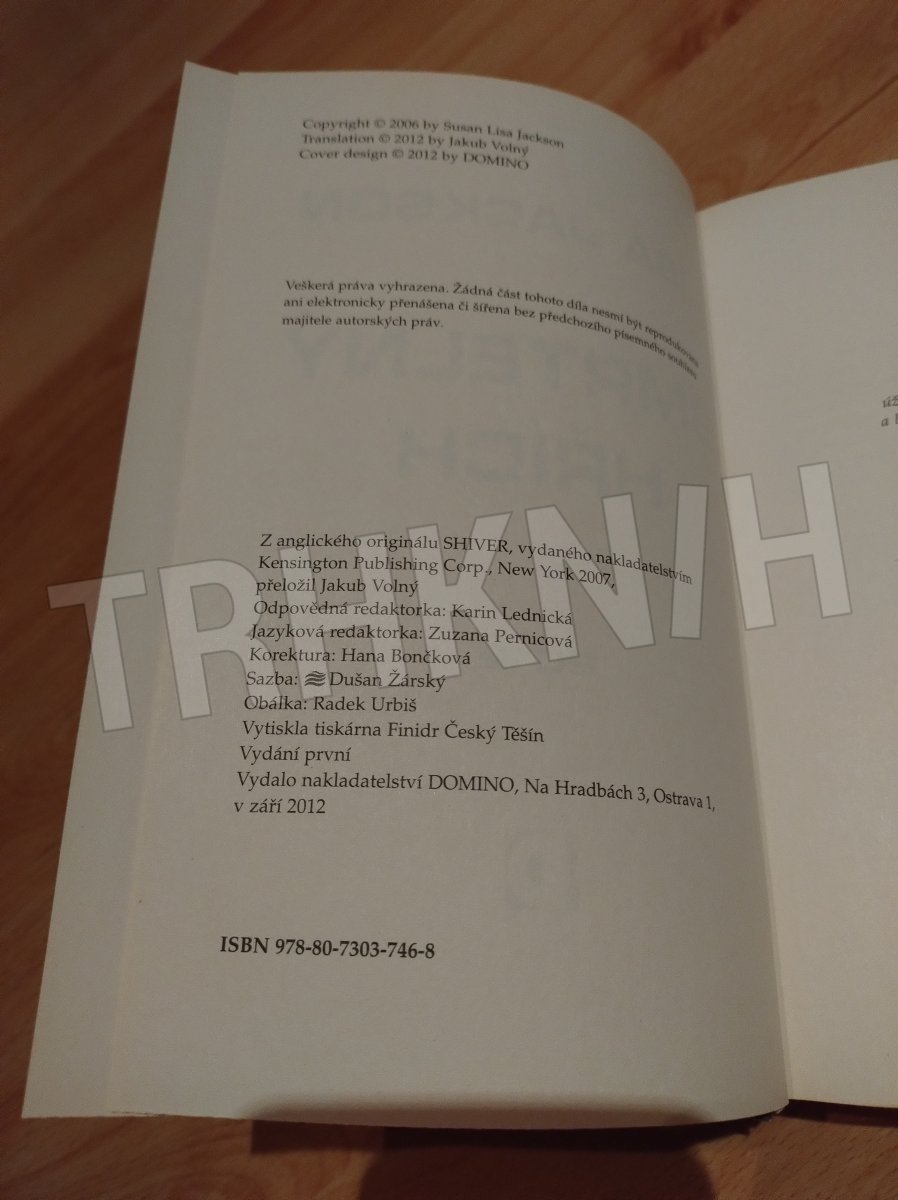 Copyright © 2006 by Susan Lisa Jackson
Translation © 2012 by Jakub Volný
Cover design © 2012 by DOMINO
Veškerá práva vyhrazena. Žádná část tohoto díla nesmí být reprodukována
ani elektronicky přenášena či šířena bez předchozího písemného souhlasu
majitele autorských práv.
Z anglického originálu SHIVER, vydaného nakladatelstvím
Kensington Publishing Corp., New York 2007,
přeložil Jakub Volný
Odpovědná redaktorka: Karin Lednická
Jazyková redaktorka: Zuzana Pernicová
Korektura: Hana Bončková
Sazba: Dušan Žárský
Obálka: Radek Urbiš
Vytiskla tiskárna Finidr Český Těšín
Vydání první
Vydalo nakladatelství DOMINO, Na Hradbách 3, Ostrava 1,
v září 2012
ISBN 978-80-7303-746-8
TRHKNIH